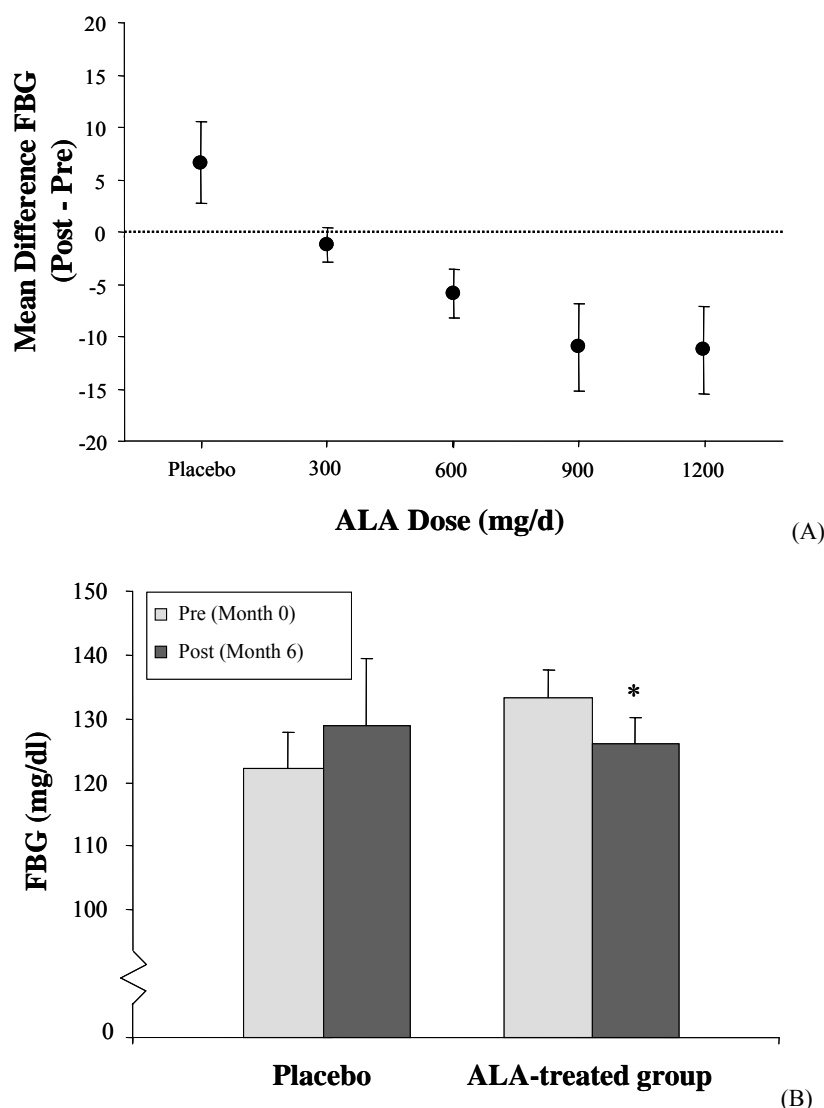 20
15
10
5
0
-5
-10
-15
-20
Mean Difference FBG
(Post - Pre)
Placebo 300 600 900 1200
ALA Dose (mg/d)
(A)
150
140
130
120
110
100
0
FBG (mg/dl)
Pre (Month 0)
Post (Month 6)
*
Placebo ALA-treated group
(B)